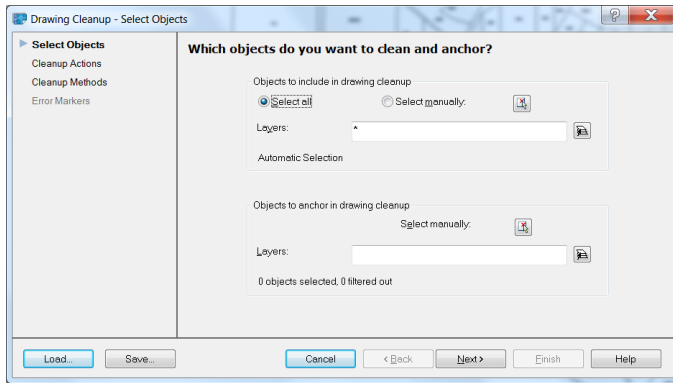 Drawing Cleanup - Select Objects
Select Objects
Cleanup Actions
Cleanup Methods
Error Markers
Which objects do you want to clean and anchor?
Objects to include in drawing cleanup
Select all
Select manually:
Layers:
*
Automatic Selection
Objects to anchor in drawing cleanup
Select manually:
Layers:
0 objects selected, 0 filtered out
Load...
Save...
Cancel
< Back
Next >
Finish
Help